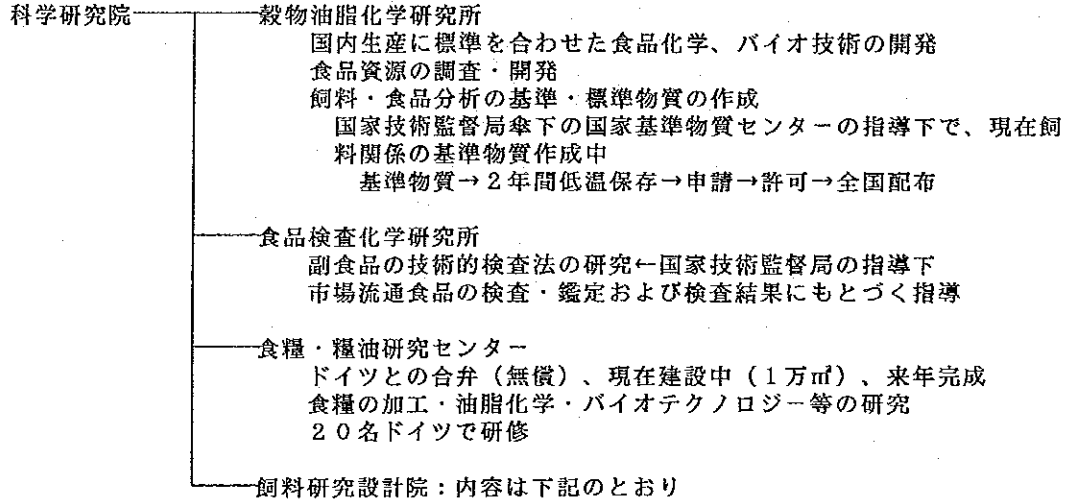 科学研究院 穀物油脂化学研究所
国内生産に標準を合わせた食品化学、バイオ技術の開発
食品資源の調査・開発
飼料・食品分析の基準・標準物質の作成
国家技術監督局傘下の国家基準物質センターの指導下で、現在飼
料関係の基準物質作成中
基準物質→2年間低温保存→申請→許可→全国配布
食品検査化学研究所
副食品の技術的検査法の研究←国家技術監督局の指導下
市場流通食品の検査・鑑定および検査結果にもとづく指導
食糧・糧油研究センター
ドイツとの合弁(無償)、現在建設中(1万㎡)、来年完成
食糧の加工・油脂化学・バイオテクノロジー等の研究
20名ドイツで研修
飼料研究設計院:内容は下記のとおり